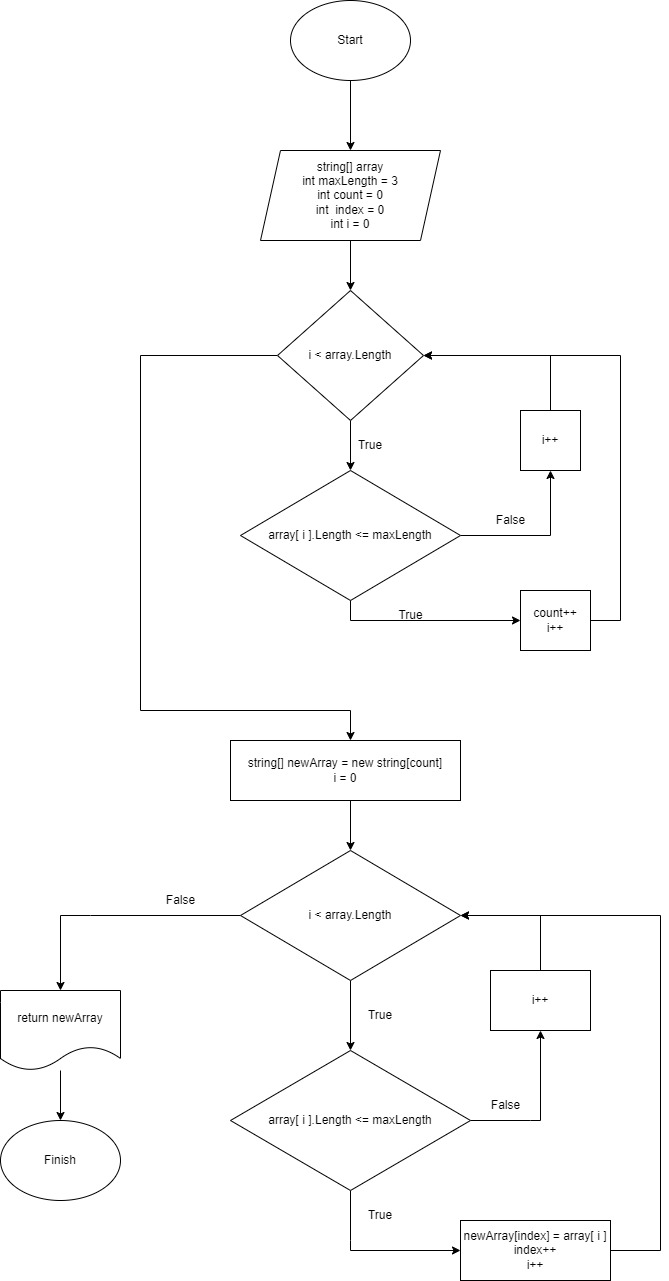 Start
string[] array
int maxLength = 3
int count = 0
int  index = 0
int i = 0
i < array.Length
True
i++
array[ i ].Length <= maxLength
False
True
count++
i++
string[] newArray = new string[count]
i = 0
False
i < array.Length
return newArray
True
i++
array[ i ].Length <= maxLength
False
Finish
True
newArray[index] = array[ i ]
index++
i++